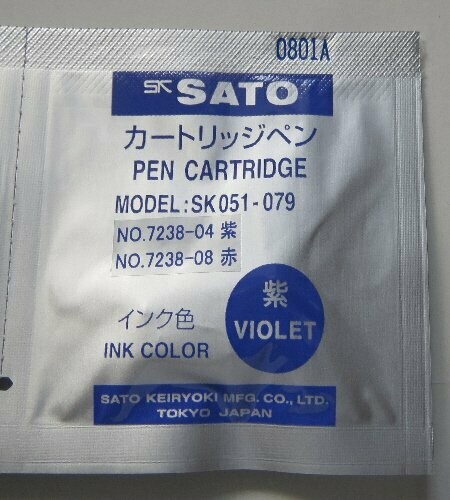 0801A
SK SATO
カートリッジペン
PEN CARTRIDGE
MODEL:SK051-079
NO.7238-04 紫
NO.7238-08 赤
インク色
INK COLOR
紫
VIOLET
SATO KEIRYOKI MFG. CO., LTD.
TOKYO JAPAN